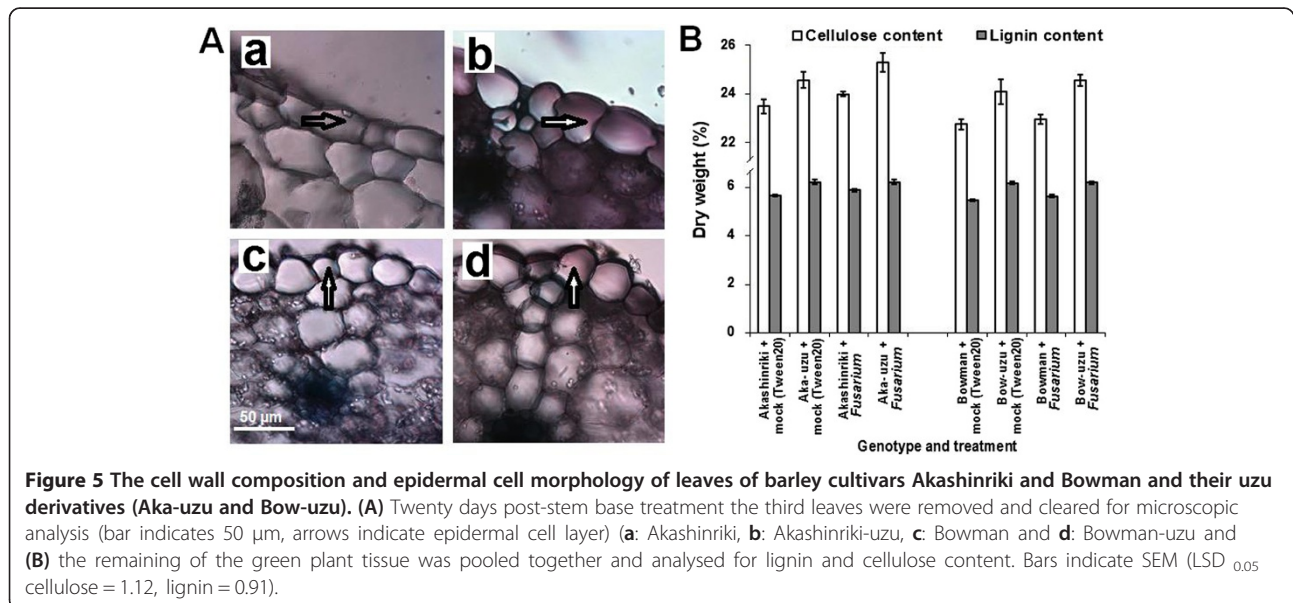 A
a
b
c
50 µm
d
B
Cellulose content
Lignin content
26
24
22
6
4
2
0
Dry weight (%)
Akashinriki + mock (Tween20)
Aka- uzu + mock (Tween20)
Akashinriki + Fusarium
Aka- uzu + Fusarium
Bowman + mock (Tween20)
Bow-uzu + mock (Tween20)
Bowman + Fusarium
Bow-uzu + Fusarium
Genotype and treatment
Figure 5 The cell wall composition and epidermal cell morphology of leaves of barley cultivars Akashinriki and Bowman and their uzu
derivatives (Aka-uzu and Bow-uzu). (A) Twenty days post-stem base treatment the third leaves were removed and cleared for microscopic
analysis (bar indicates 50 µm, arrows indicate epidermal cell layer) (a: Akashinriki, b: Akashinriki-uzu, c: Bowman and d: Bowman-uzu and
(B) the remaining of the green plant tissue was pooled together and analysed for lignin and cellulose content. Bars indicate SEM (LSD 0.05
cellulose = 1.12, lignin = 0.91).